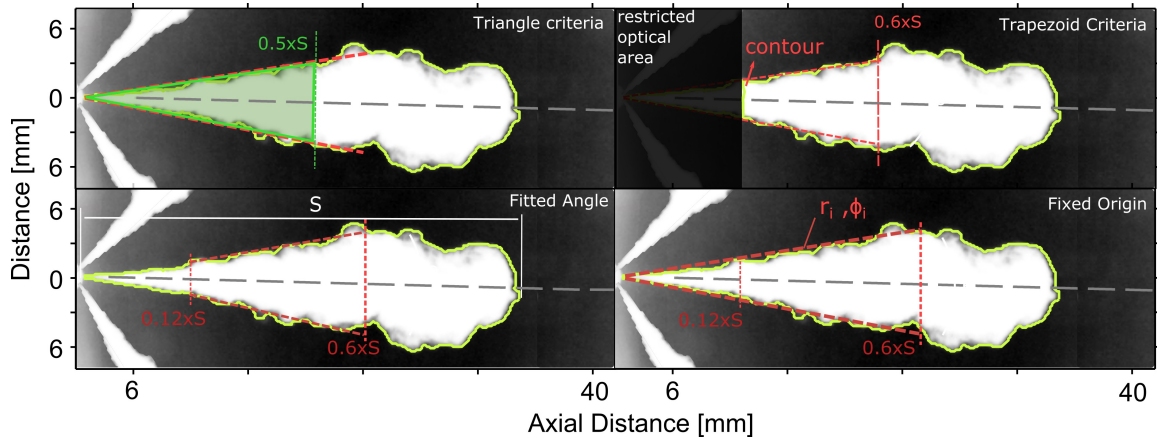 Triangle criteria
0.5xS
restricted
optical
area
contour
0.6xS
Trapezoid Criteria
6
0
6
Fitted Angle
S
0.12xS
0.6xS
Fixed Origin
rᵢ ,ϕᵢ
0.12xS
0.6xS
6
0
6
6
40
6
40
Distance [mm]
Axial Distance [mm]